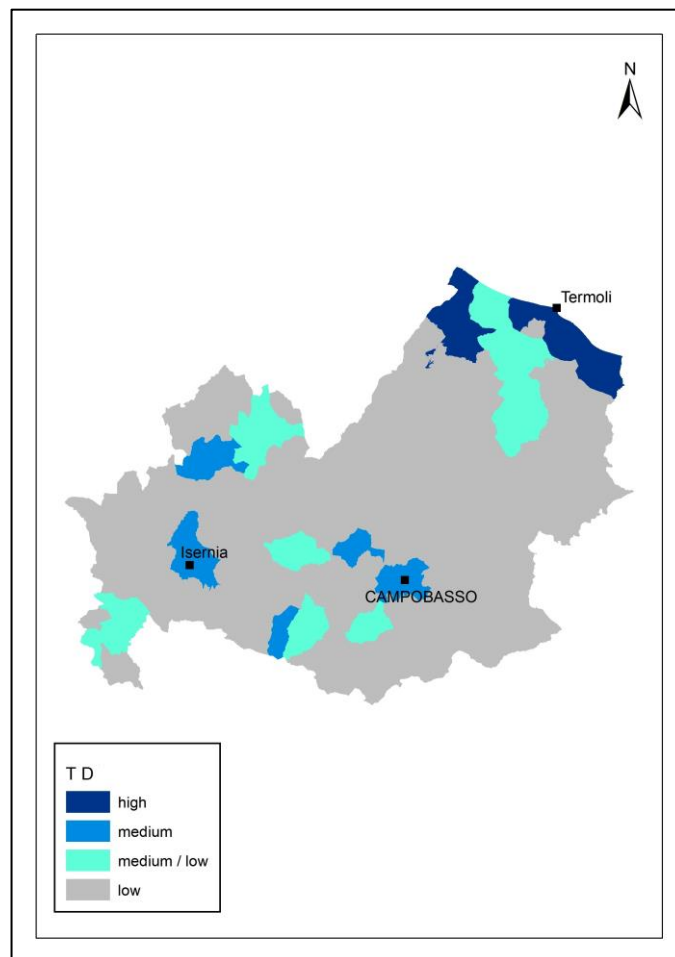 N
Termoli
Isernia
CAMPOBASSO
T D
high
medium
medium / low
low